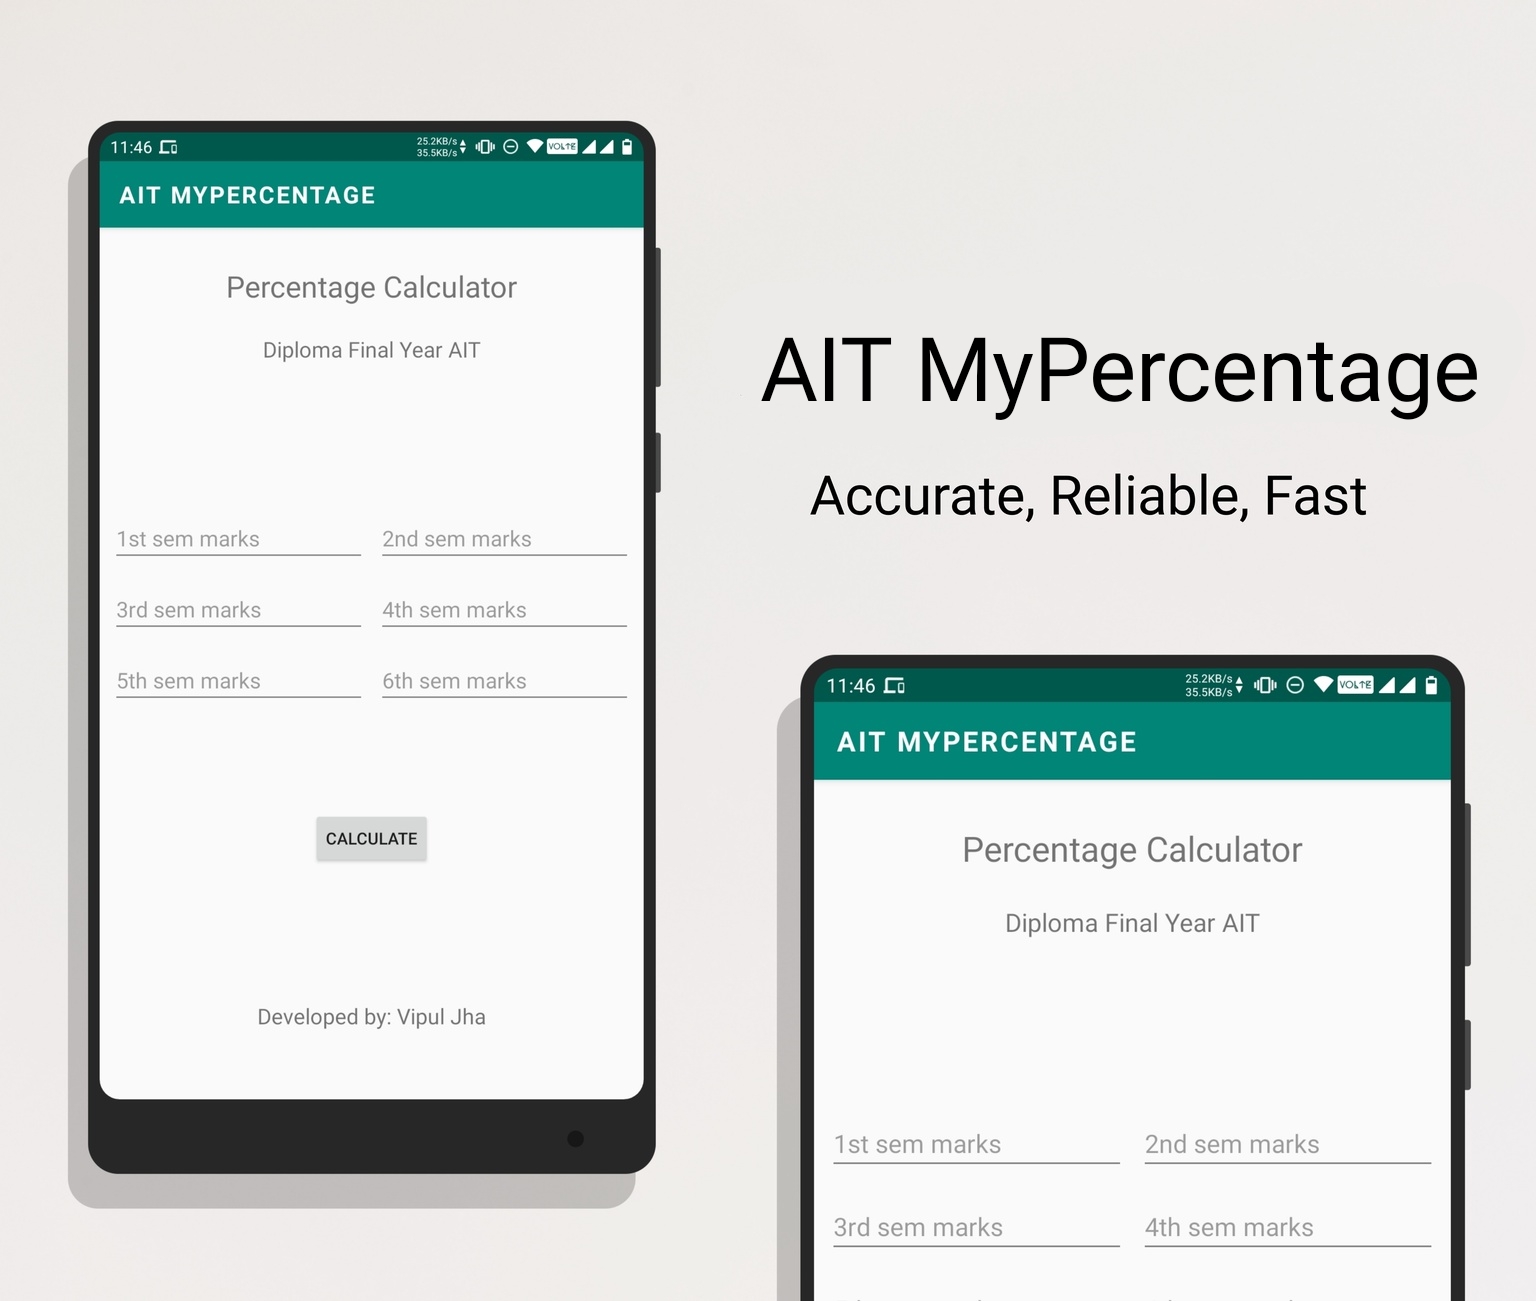 11:46 25.2KB/s 35.5KB/s VOLTE
AIT MYPERCENTAGE
Percentage Calculator
Diploma Final Year AIT
1st sem marks 2nd sem marks
3rd sem marks 4th sem marks
5th sem marks 6th sem marks
CALCULATE
Developed by: Vipul Jha
AIT MyPercentage
Accurate, Reliable, Fast
11:46 25.2KB/s 35.5KB/s VOLTE
AIT MYPERCENTAGE
Percentage Calculator
Diploma Final Year AIT
1st sem marks 2nd sem marks
3rd sem marks 4th sem marks